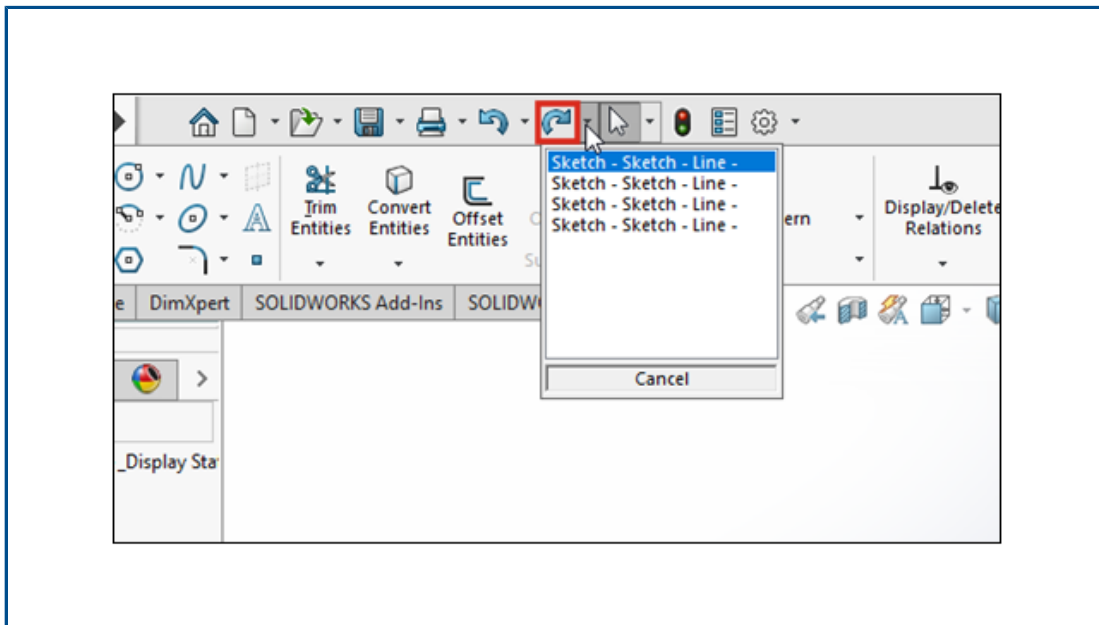 Sketch - Sketch - Line -
Sketch - Sketch - Line -
Sketch - Sketch - Line -
Sketch - Sketch - Line -
Cancel
Trim
Entities
Convert
Entities
Offset
Entities
Su
ern
Display/Delete
Relations
e
DimXpert
SOLIDWORKS Add-Ins
SOLIDW
_Display Sta